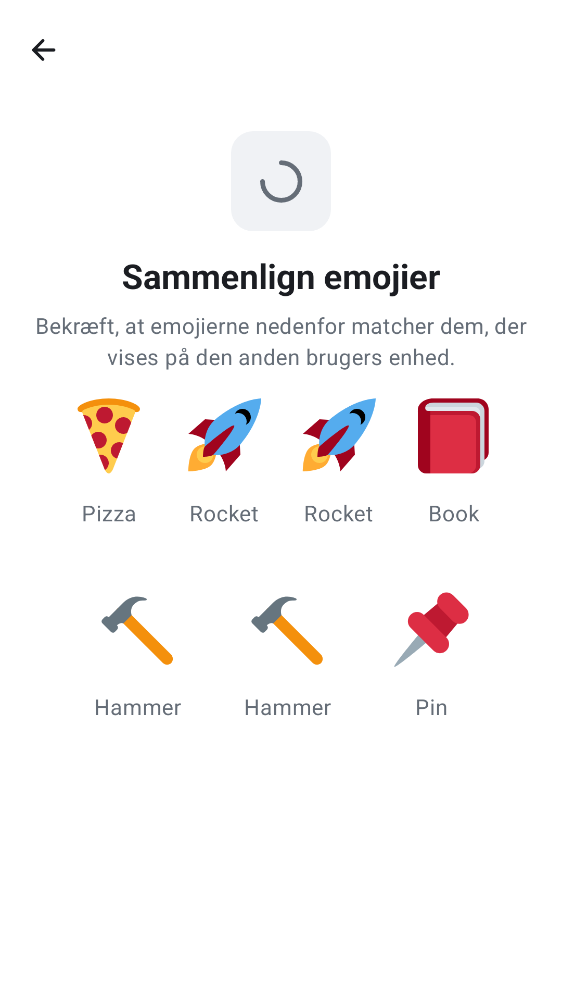 Sammenlign emojier
Bekræft, at emojierne nedenfor matcher dem, der
vises på den anden brugers enhed.
Pizza Rocket Rocket Book
Hammer Hammer Pin